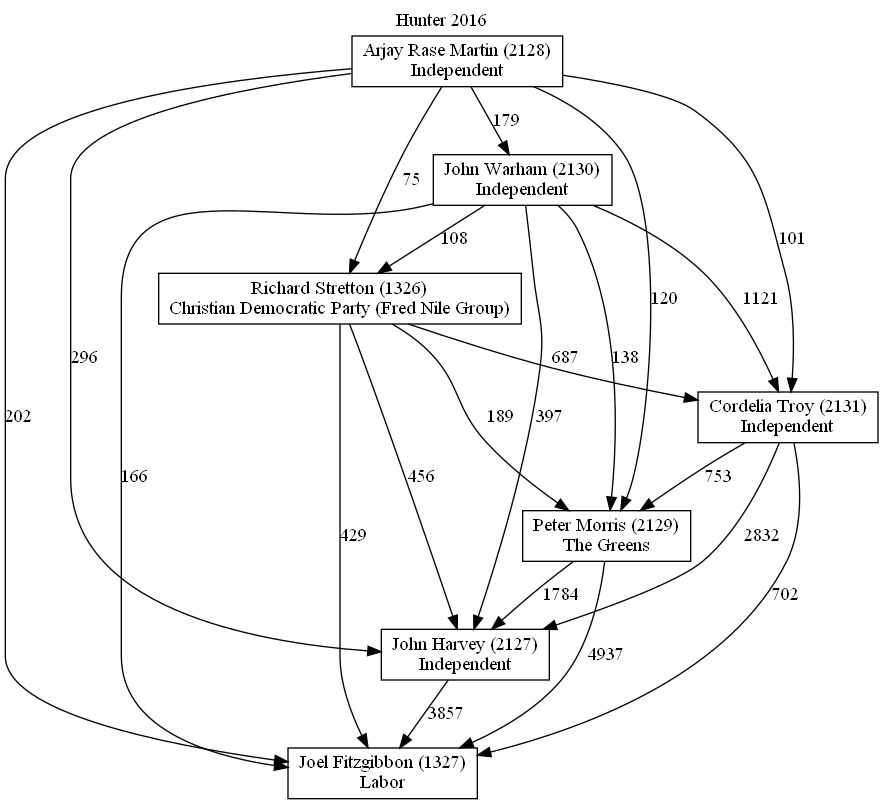 Hunter 2016
Arjay Rase Martin (2128)
Independent
179
John Warham (2130)
Independent
75
108
101
Richard Stretton (1326)
Christian Democratic Party (Fred Nile Group)
120
1121
296
687
138
202
189
397
Cordelia Troy (2131)
Independent
166
456
753
429
Peter Morris (2129)
The Greens
2832
1784
702
John Harvey (2127)
Independent
4937
3857
Joel Fitzgibbon (1327)
Labor